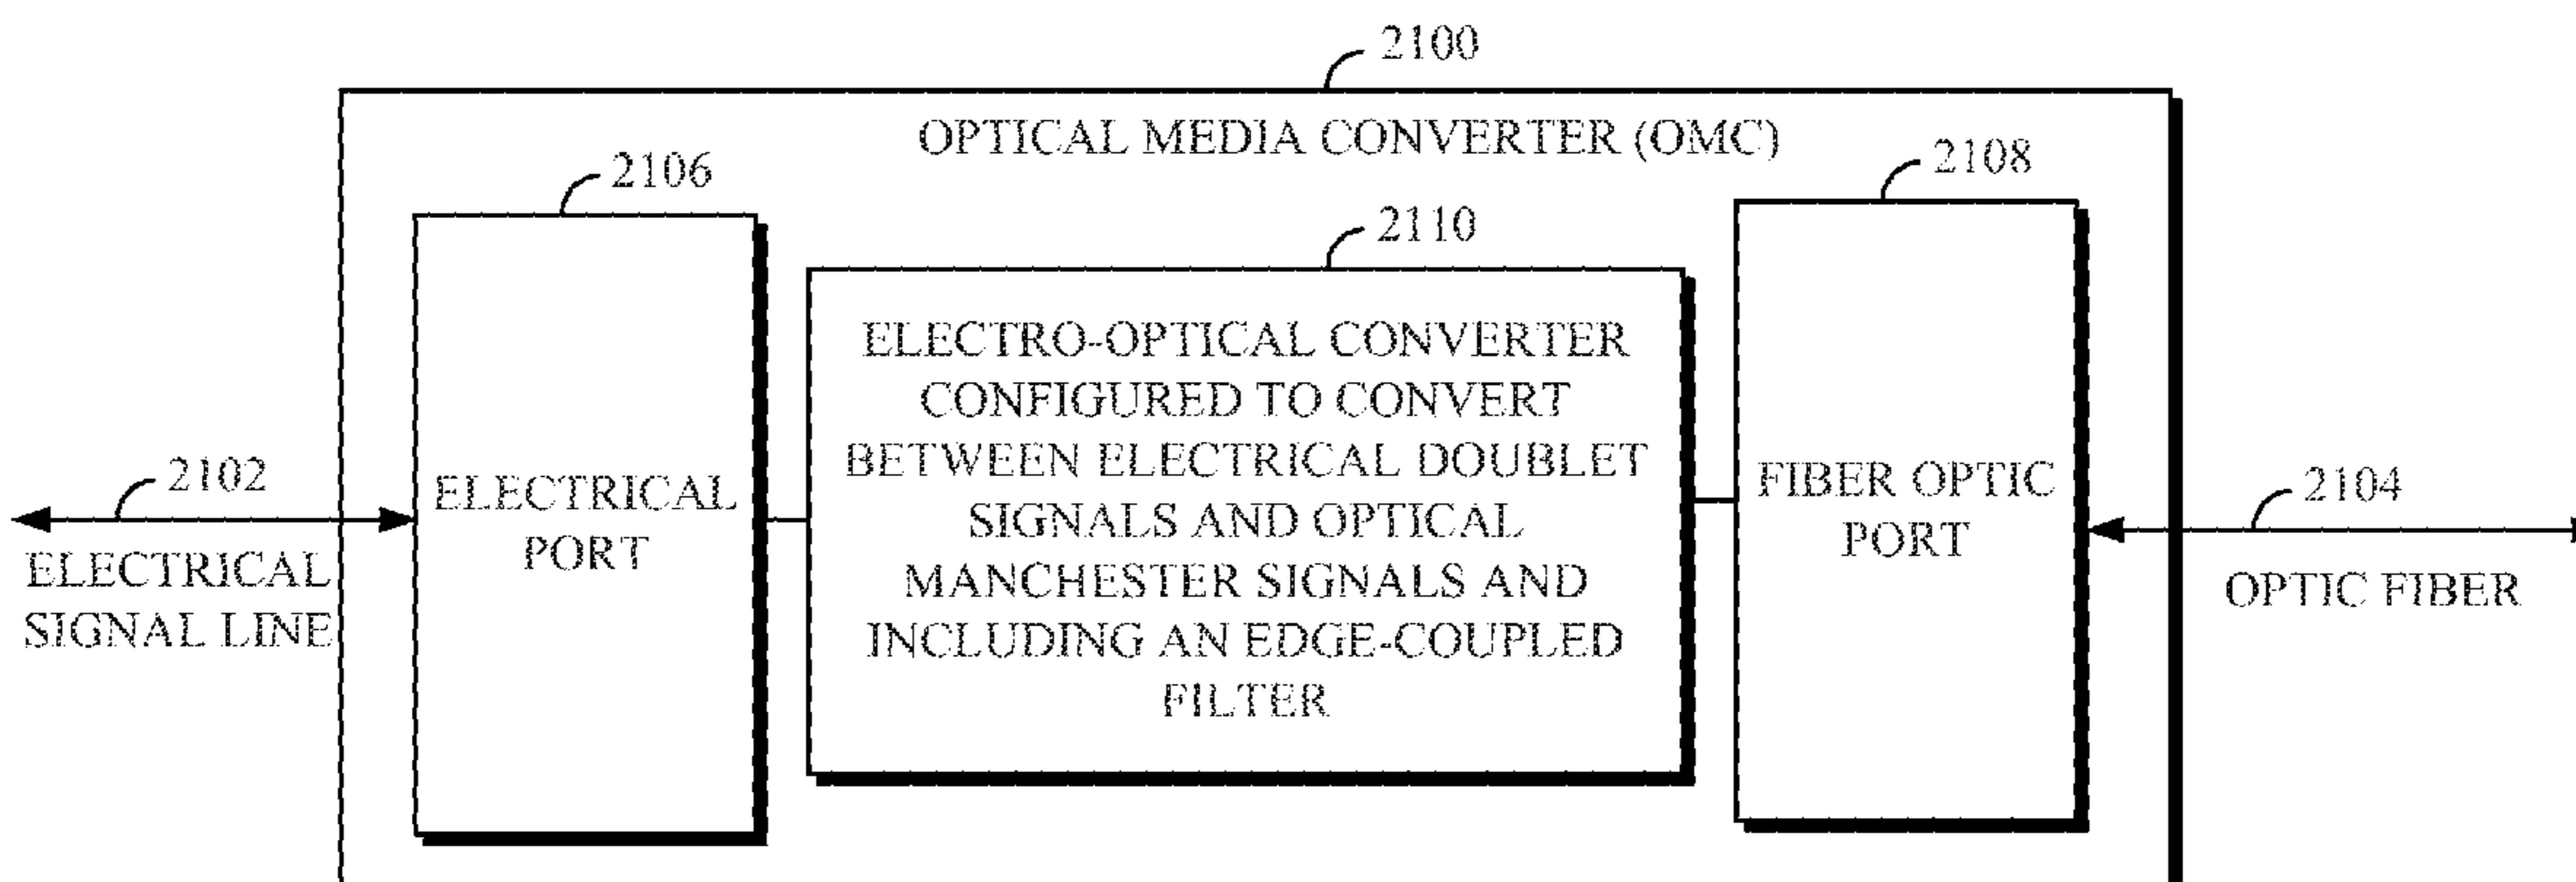 2100
OPTICAL MEDIA CONVERTER (OMC)
2106
2108
2110
ELECTRO-OPTICAL CONVERTER
CONFIGURED TO CONVERT
BETWEEN ELECTRICAL DOUBLET
SIGNALS AND OPTICAL
MANCHESTER SIGNALS AND
INCLUDING AN EDGE-COUPLED
FILTER
2102
ELECTRICAL
PORT
FIBER OPTIC
PORT
2104
ELECTRICAL
SIGNAL LINE
OPTIC FIBER